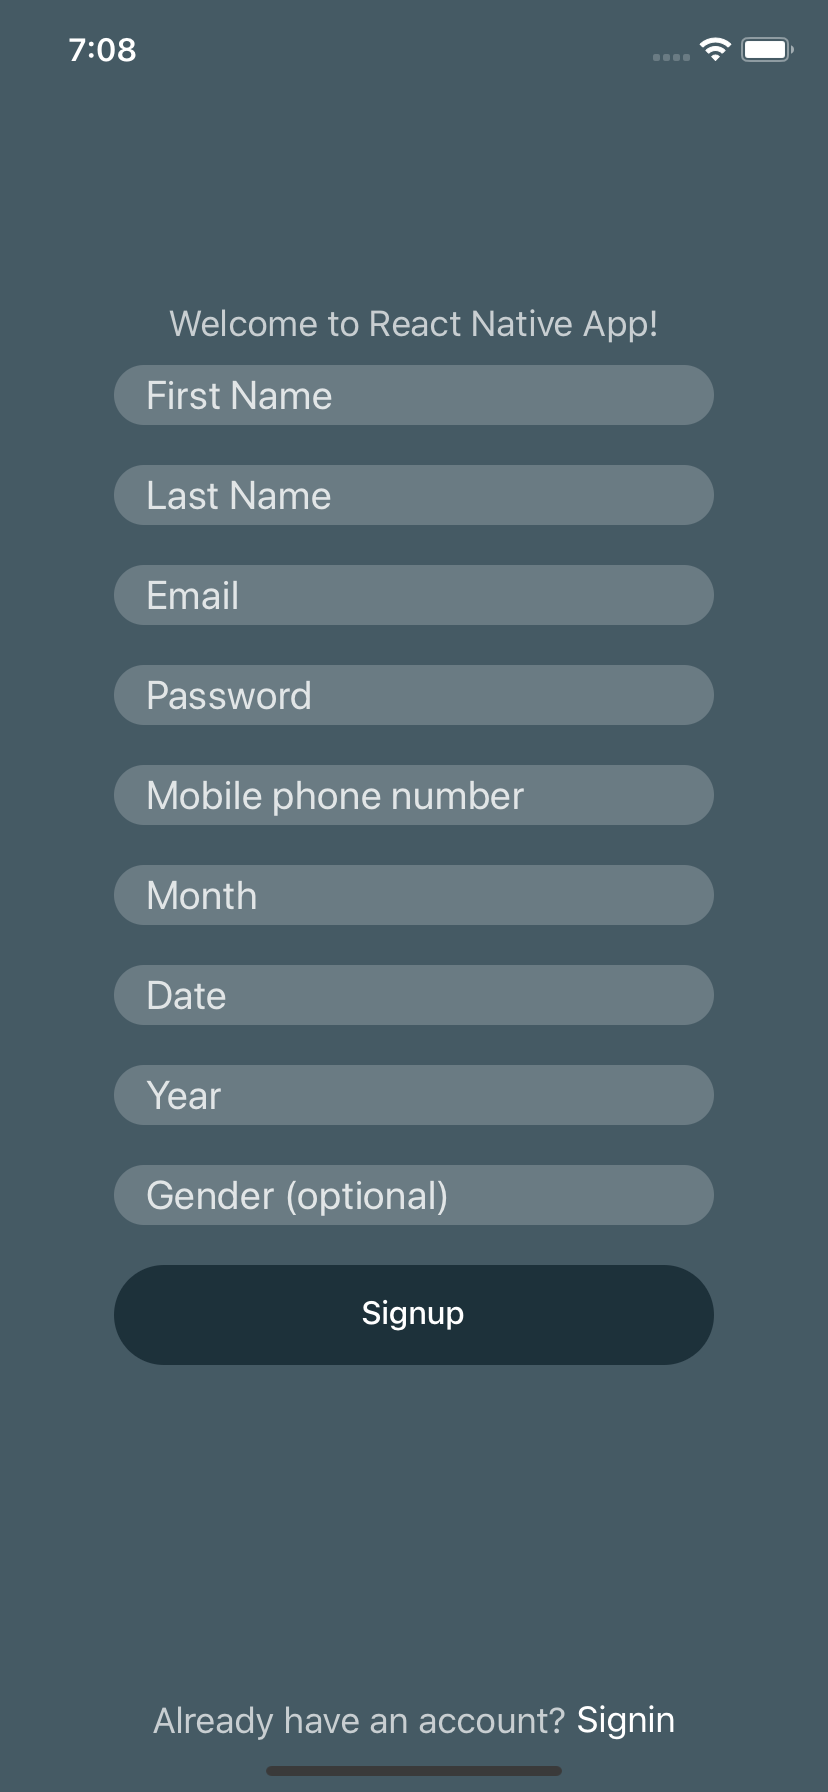 7:08
Welcome to React Native App!
First Name
Last Name
Email
Password
Mobile phone number
Month
Date
Year
Gender (optional)
Signup
Already have an account? Signin